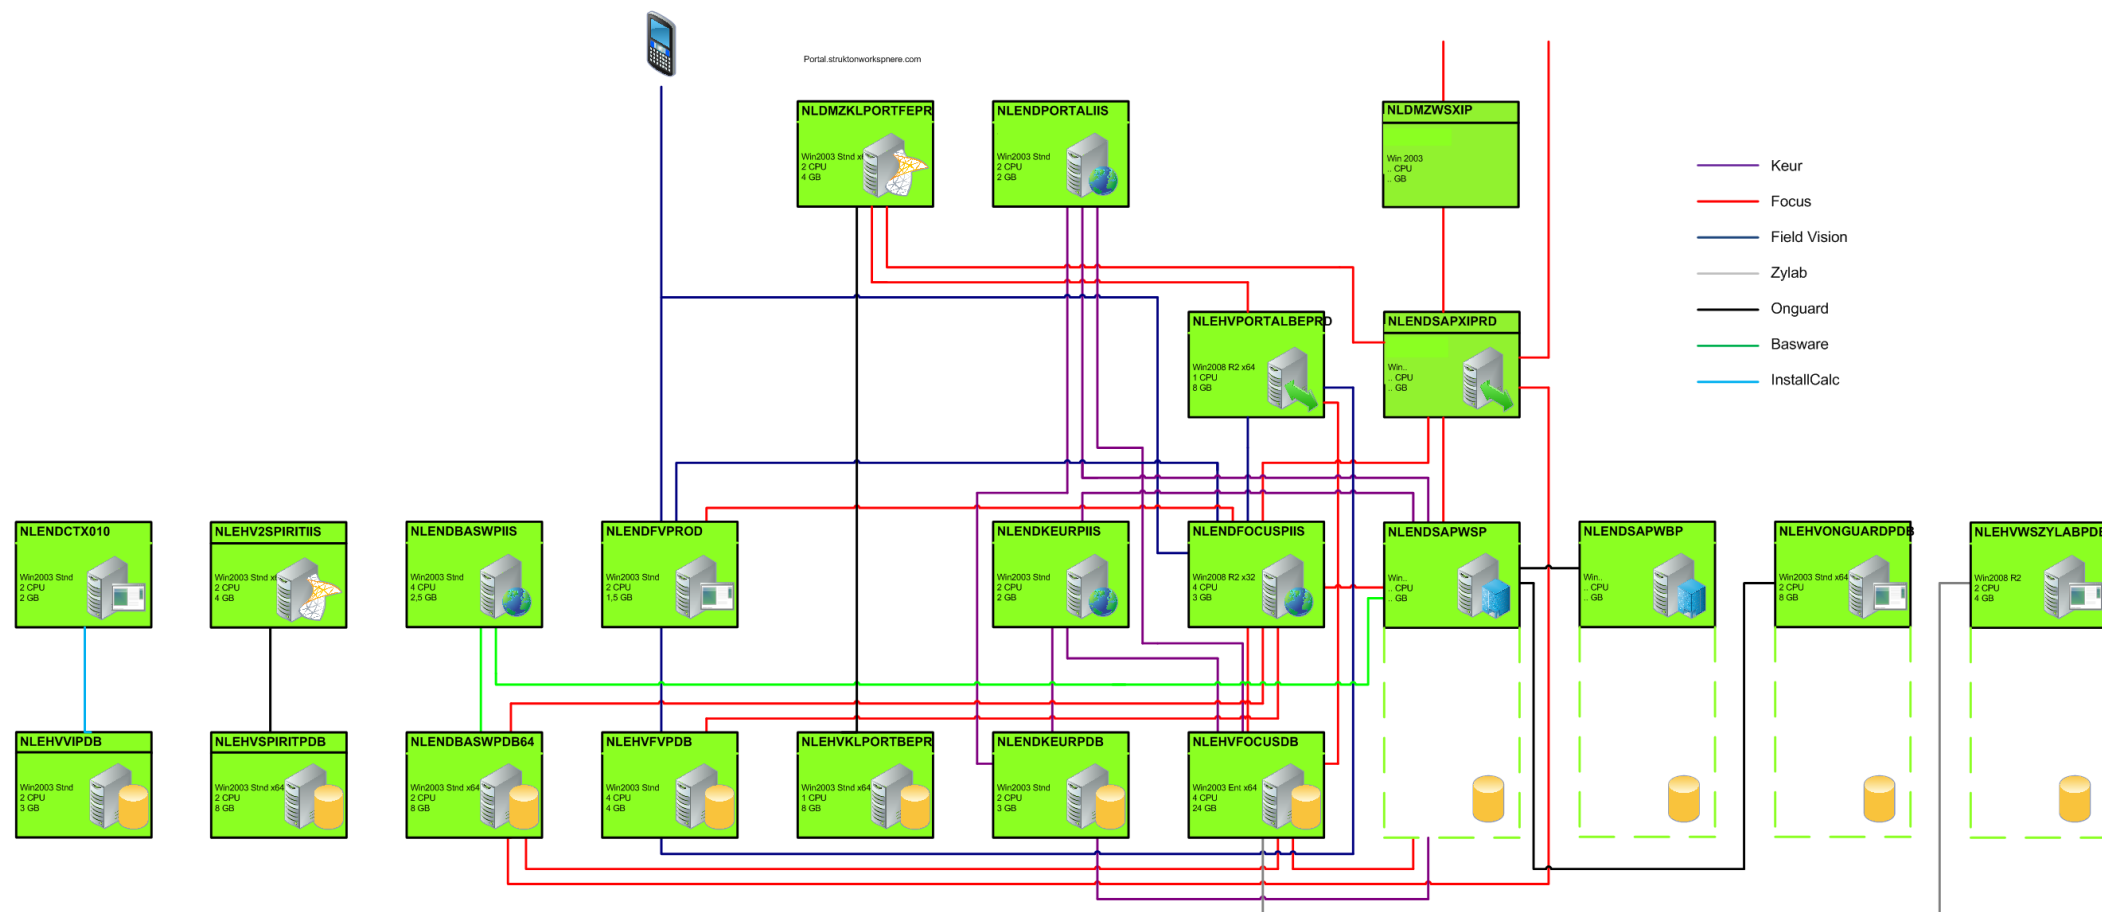 Portal.struktonworkspnere.com
NLDMZKLPORTFEPR
Win2003 Stnd x6
2 CPU
4 GB
NLENDPORTALIIS
Win2003 Stnd
2 CPU
2 GB
NLDMZWSXIP
Win 2003
.. CPU
.. GB
Keur
Focus
Field Vision
Zylab
Onguard
Basware
InstallCalc
NLEHVPORTALBEPRD
Win2008 R2 x64
1 CPU
8 GB
NLENDSAPXIPRD
Win..
.. CPU
.. GB
NLENDCTX010
Win2003 Stnd
2 CPU
2 GB
NLEHV2SPIRITIIS
Win2003 Stnd x6
2 CPU
4 GB
NLENDBASWPIIS
Win2003 Stnd
4 CPU
2,5 GB
NLENDFVPROD
Win2003 Stnd
2 CPU
1,5 GB
NLENDKEURPIIS
Win2003 Stnd
2 CPU
2 GB
NLENDFOCUSPIIS
Win2008 R2 x32
4 CPU
3 GB
NLENDSAPWSP
Win..
.. CPU
.. GB
NLENDSAPWBP
Win..
.. CPU
.. GB
NLEHVONGUARDPDB
Win2003 Stnd x64
2 CPU
8 GB
NLEHVWSZYLABPDB
Win2008 R2
2 CPU
4 GB
NLEHVVIPDB
Win2003 Stnd
2 CPU
3 GB
NLEHVSPIRITPDB
Win2003 Stnd x64
2 CPU
8 GB
NLENDBASWPDB64
Win2003 Stnd x64
2 CPU
8 GB
NLEHVFVPDB
Win2003 Stnd
4 CPU
4 GB
NLEHVKLPORTBEPR
Win2003 Stnd x64
1 CPU
8 GB
NLENDKEURPDB
Win2003 Stnd
2 CPU
3 GB
NLEHVFOCUSDB
Win2003 Ent x64
4 CPU
24 GB